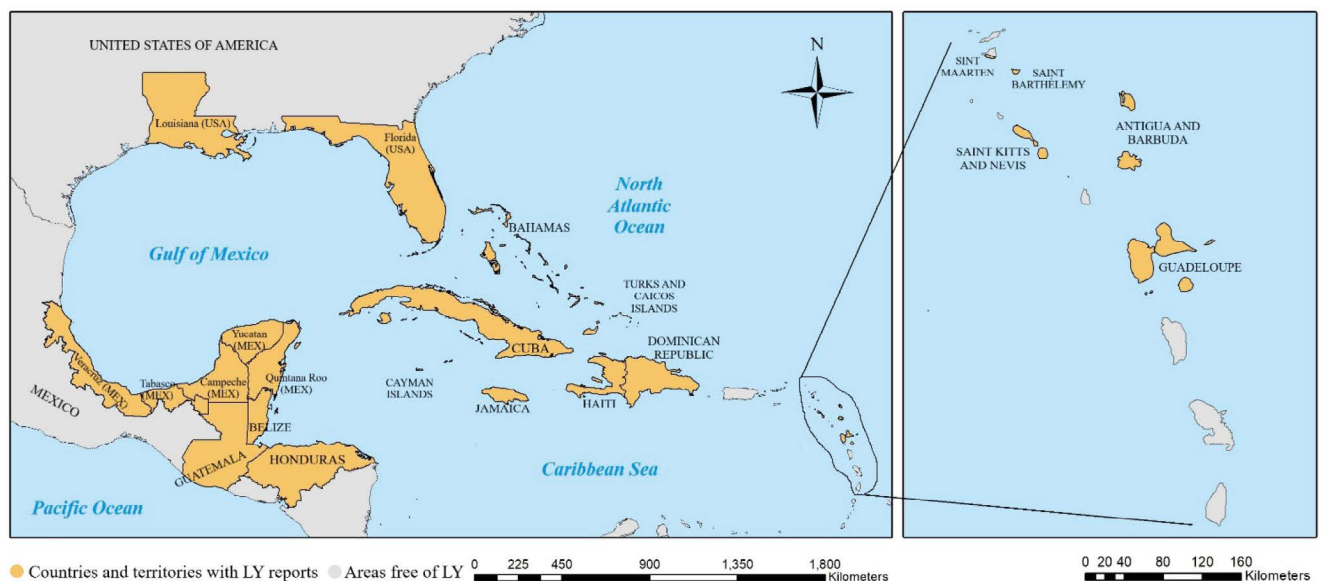 UNITED STATES OF AMERICA
Louisiana (USA)
Florida
(USA)
N
North
Atlantic
Ocean
Gulf of Mexico
BAHAMAS
TURKS AND
CAICOS
ISLANDS
DOMINICAN
REPUBLIC
CUBA
CAYMAN
ISLANDS
JAMAICA
HAITI
Yucatan
(MEX)
Quintana Roo
(MEX)
Campeche
(MEX)
Tabasco
(MEX)
Veracruz (MEX)
MEXICO
BELIZE
GUATEMALA
HONDURAS
Caribbean Sea
Pacific Ocean
SINT
MAARTEN
SAINT
BARTHÉLEMY
ANTIGUA AND
BARBUDA
SAINT KITTS
AND NEVIS
GUADELOUPE
Countries and territories with LY reports
Areas free of LY
0 225 450 900 1,350 1,800
Kilometers
0 20 40 80 120 160
Kilometers